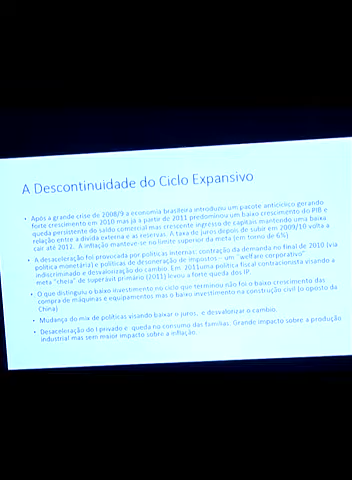 A Descontinuidade do Ciclo Expansivo
• Após a grande crise de 2008/9 a economia brasileira introduziu um pacote anticíclico gerando
forte crescimento em 2010 mas já a partir de 2011 predominou um baixo crescimento do PIB e
queda persistente do saldo comercial mas crescente ingresso de capitais mantendo uma baixa
relação entre a dívida externa e as reservas. A taxa de juros depois de subir em 2009/10 volta a
cair até 2012. A inflação manteve-se no limite superior da meta (em torno de 6%)
• A desaceleração foi provocada por políticas internas: contração da demanda no final de 2010 (via
política monetária) e políticas de desoneração de impostos – um "welfare corporativo"
indiscriminado e desvalorização do cambio. Em 2011uma política fiscal contracionista visando a
meta "cheia" de superavit primário (2011) levou a forte queda dos IP.
• O que distinguiu o baixo investimento no ciclo que terminou não foi o baixo crescimento das
compra de máquinas e equipamentos mas o baixo investimento na construção civil (o oposto da
China)
• Mudança do mix de políticas visando baixar o juros, e desvalorizar o cambio.
• Desaceleração do I privado e queda no consumo das famílias. Grande impacto sobre a produção
industrial mas sem maior impacto sobre a inflação.